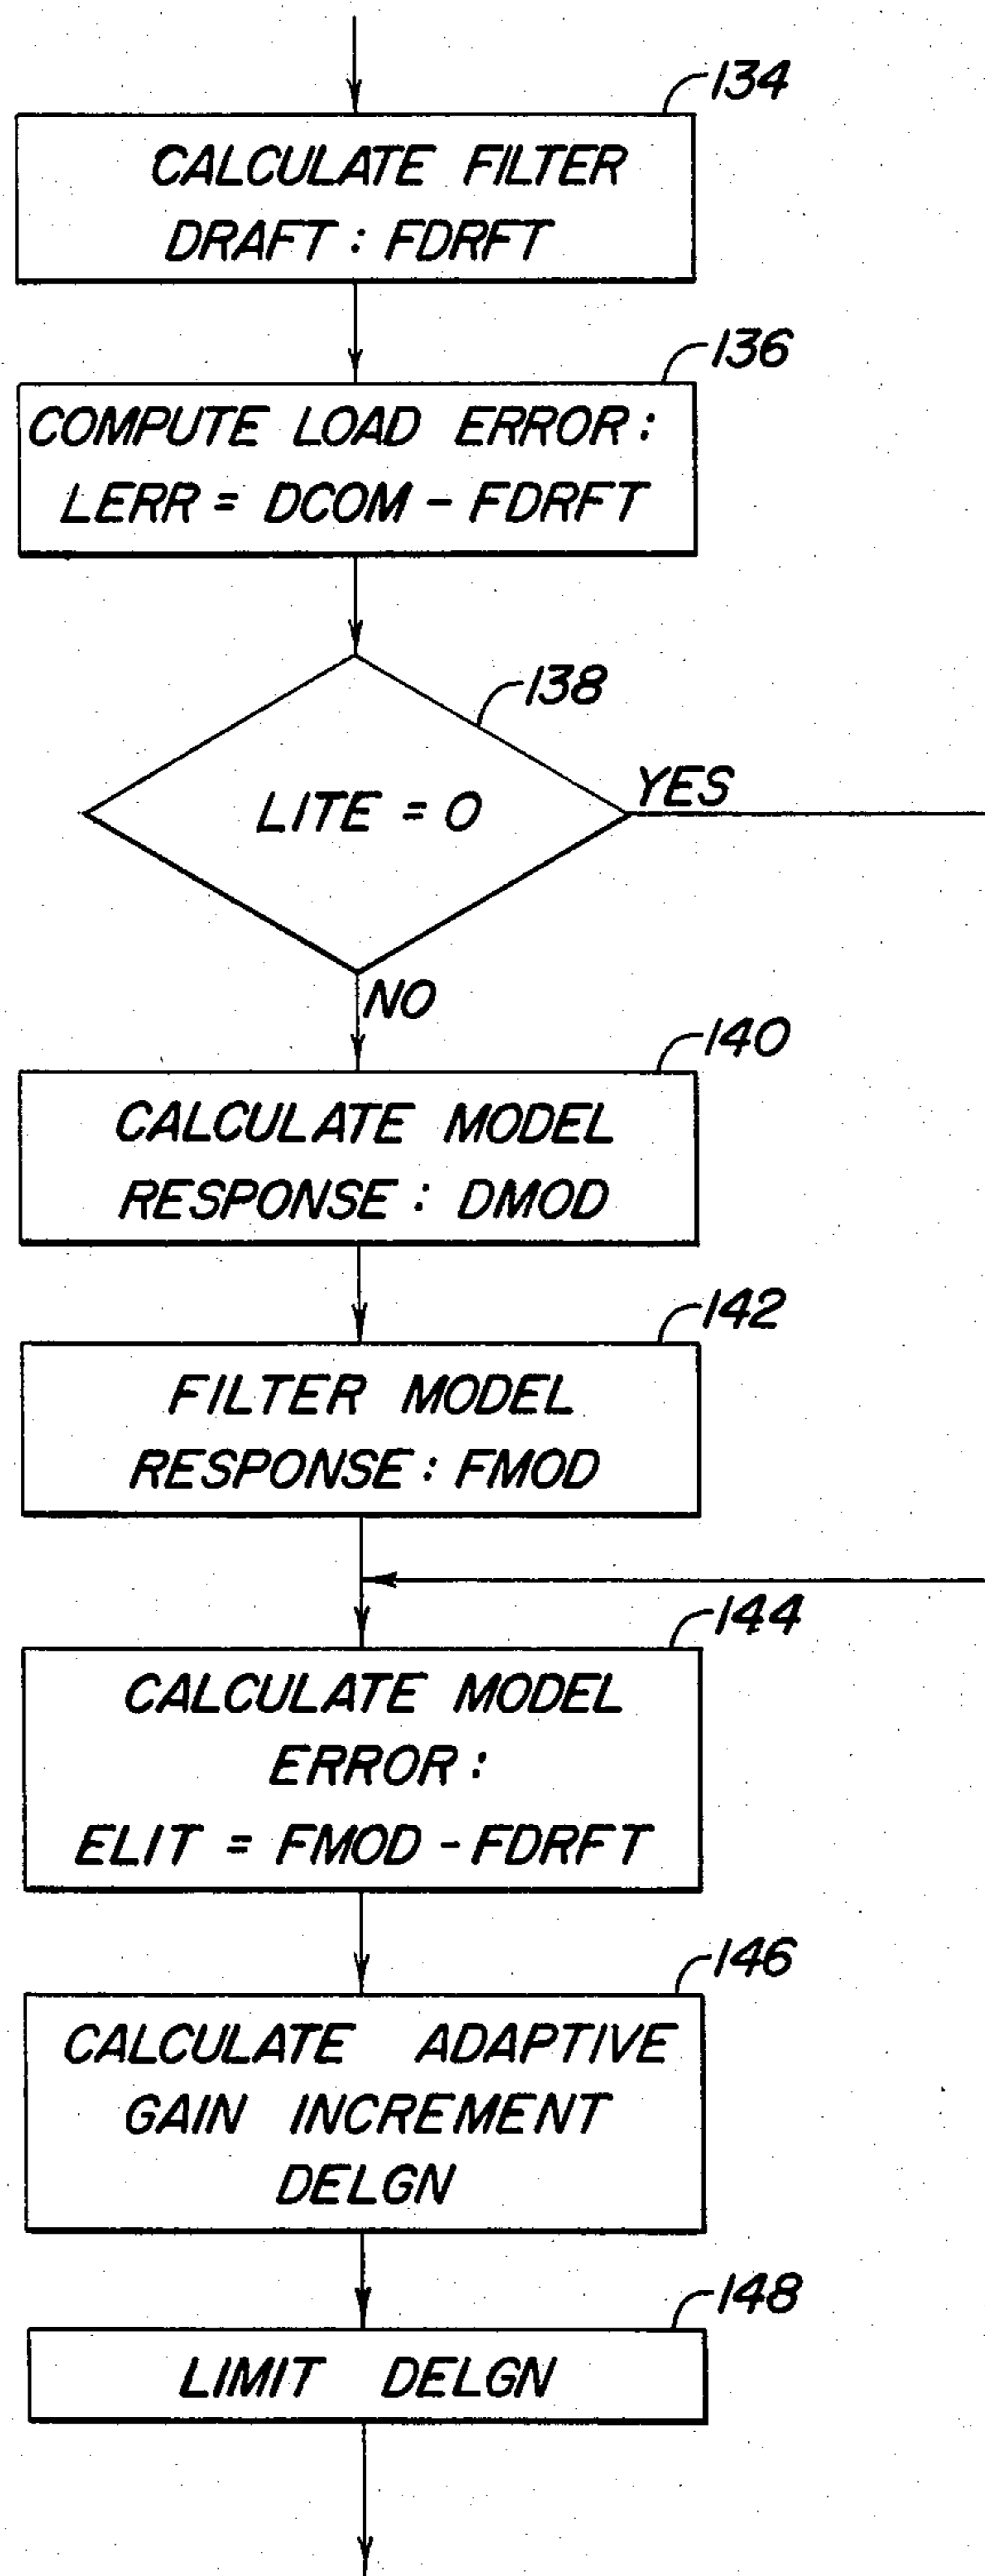 134
CALCULATE FILTER
DRAFT : FDRFT
136
COMPUTE LOAD ERROR :
LERR = DCOM - FDRFT
138
LITE = 0
YES
NO
140
CALCULATE MODEL
RESPONSE : DMOD
142
FILTER MODEL
RESPONSE : FMOD
144
CALCULATE MODEL
ERROR :
ELIT = FMOD - FDRFT
146
CALCULATE ADAPTIVE
GAIN INCREMENT
DELGN
148
LIMIT DELGN